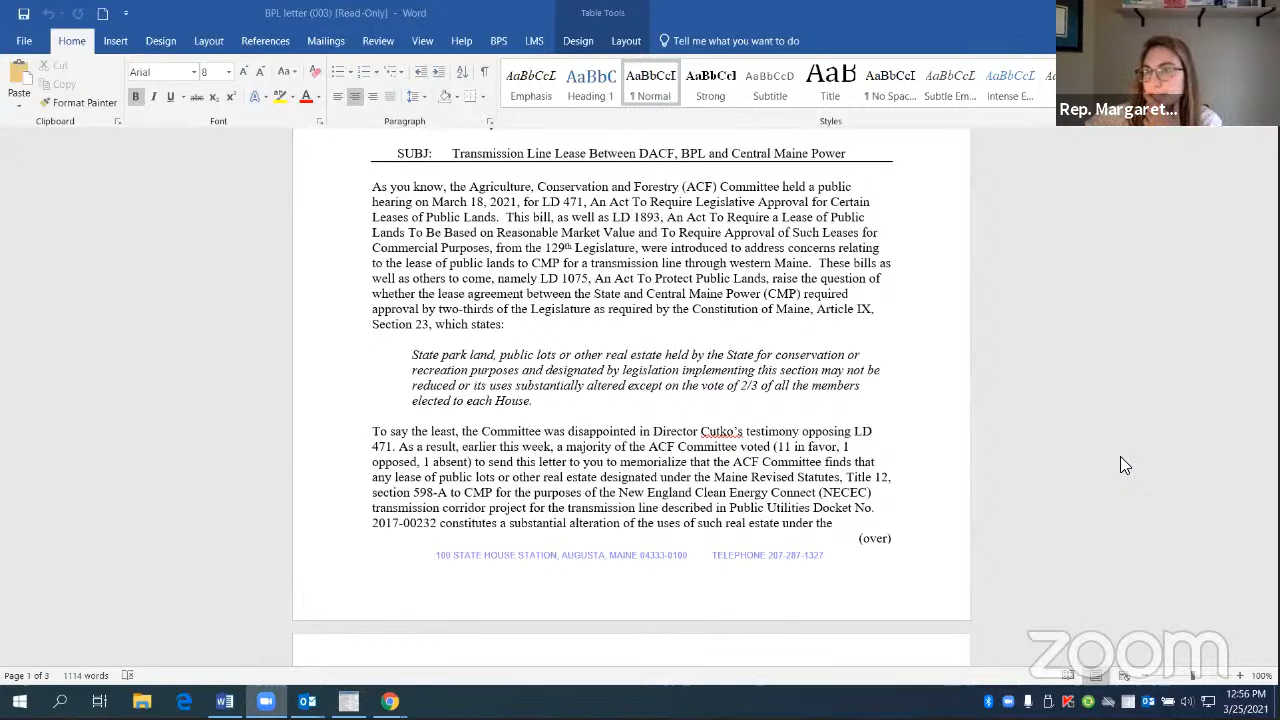 BPL letter (003) [Read-Only]
Table Tools
File Home Insert Draw Design Layout References Mailings Review View Help BPS LMS Design Layout Tell me what you want to do
Paste
Cut
Copy
Format Painter
Clipboard
Arial 8
Font
Paragraph
AaBbCcL Emphasis
AaBbC Heading 1
AaBbCcI ¶ Normal
AaBbCcI Strong
AaBbCcD Subtitle
AaB Title
AaBbCcI ¶ No Spac...
AaBbCcI Subtle Em...
AaBbCcI Intense E...
Styles
Rep. Margaret...
SUBJ: Transmission Line Lease Between DACF, BPL and Central Maine Power
As you know, the Agriculture, Conservation and Forestry (ACF) Committee held a public
hearing on March 18, 2021, for LD 471, An Act To Require Legislative Approval for Certain
Leases of Public Lands. This bill, as well as LD 1893, An Act To Require a Lease of Public
Lands To Be Based on Reasonable Market Value and To Require Approval of Such Leases for
Commercial Purposes, from the 129th Legislature, were introduced to address concerns relating
to the lease of public lands to CMP for a transmission line through western Maine. These bills as
well as others to come, namely LD 1075, An Act To Protect Public Lands, raise the question of
whether the lease agreement between the State and Central Maine Power (CMP) required
approval by two-thirds of the Legislature as required by the Constitution of Maine, Article IX,
Section 23, which states:
State park land, public lots or other real estate held by the State for conservation or
recreation purposes and designated by legislation implementing this section may not be
reduced or its uses substantially altered except on the vote of 2/3 of all the members
elected to each House.
To say the least, the Committee was disappointed in Director Cutko's testimony opposing LD
471. As a result, earlier this week, a majority of the ACF Committee voted (11 in favor, 1
opposed, 1 absent) to send this letter to you to memorialize that the ACF Committee finds that
any lease of public lots or other real estate designated under the Maine Revised Statutes, Title 12,
section 598-A to CMP for the purposes of the New England Clean Energy Connect (NECEC)
transmission corridor project for the transmission line described in Public Utilities Docket No.
2017-00232 constitutes a substantial alteration of the uses of such real estate under the
(over)
100 STATE HOUSE STATION, AUGUSTA, MAINE 04333-0100 TELEPHONE 207-287-1327
zoom
Page 1 of 3 1114 words 100%
12:56 PM
3/25/2021